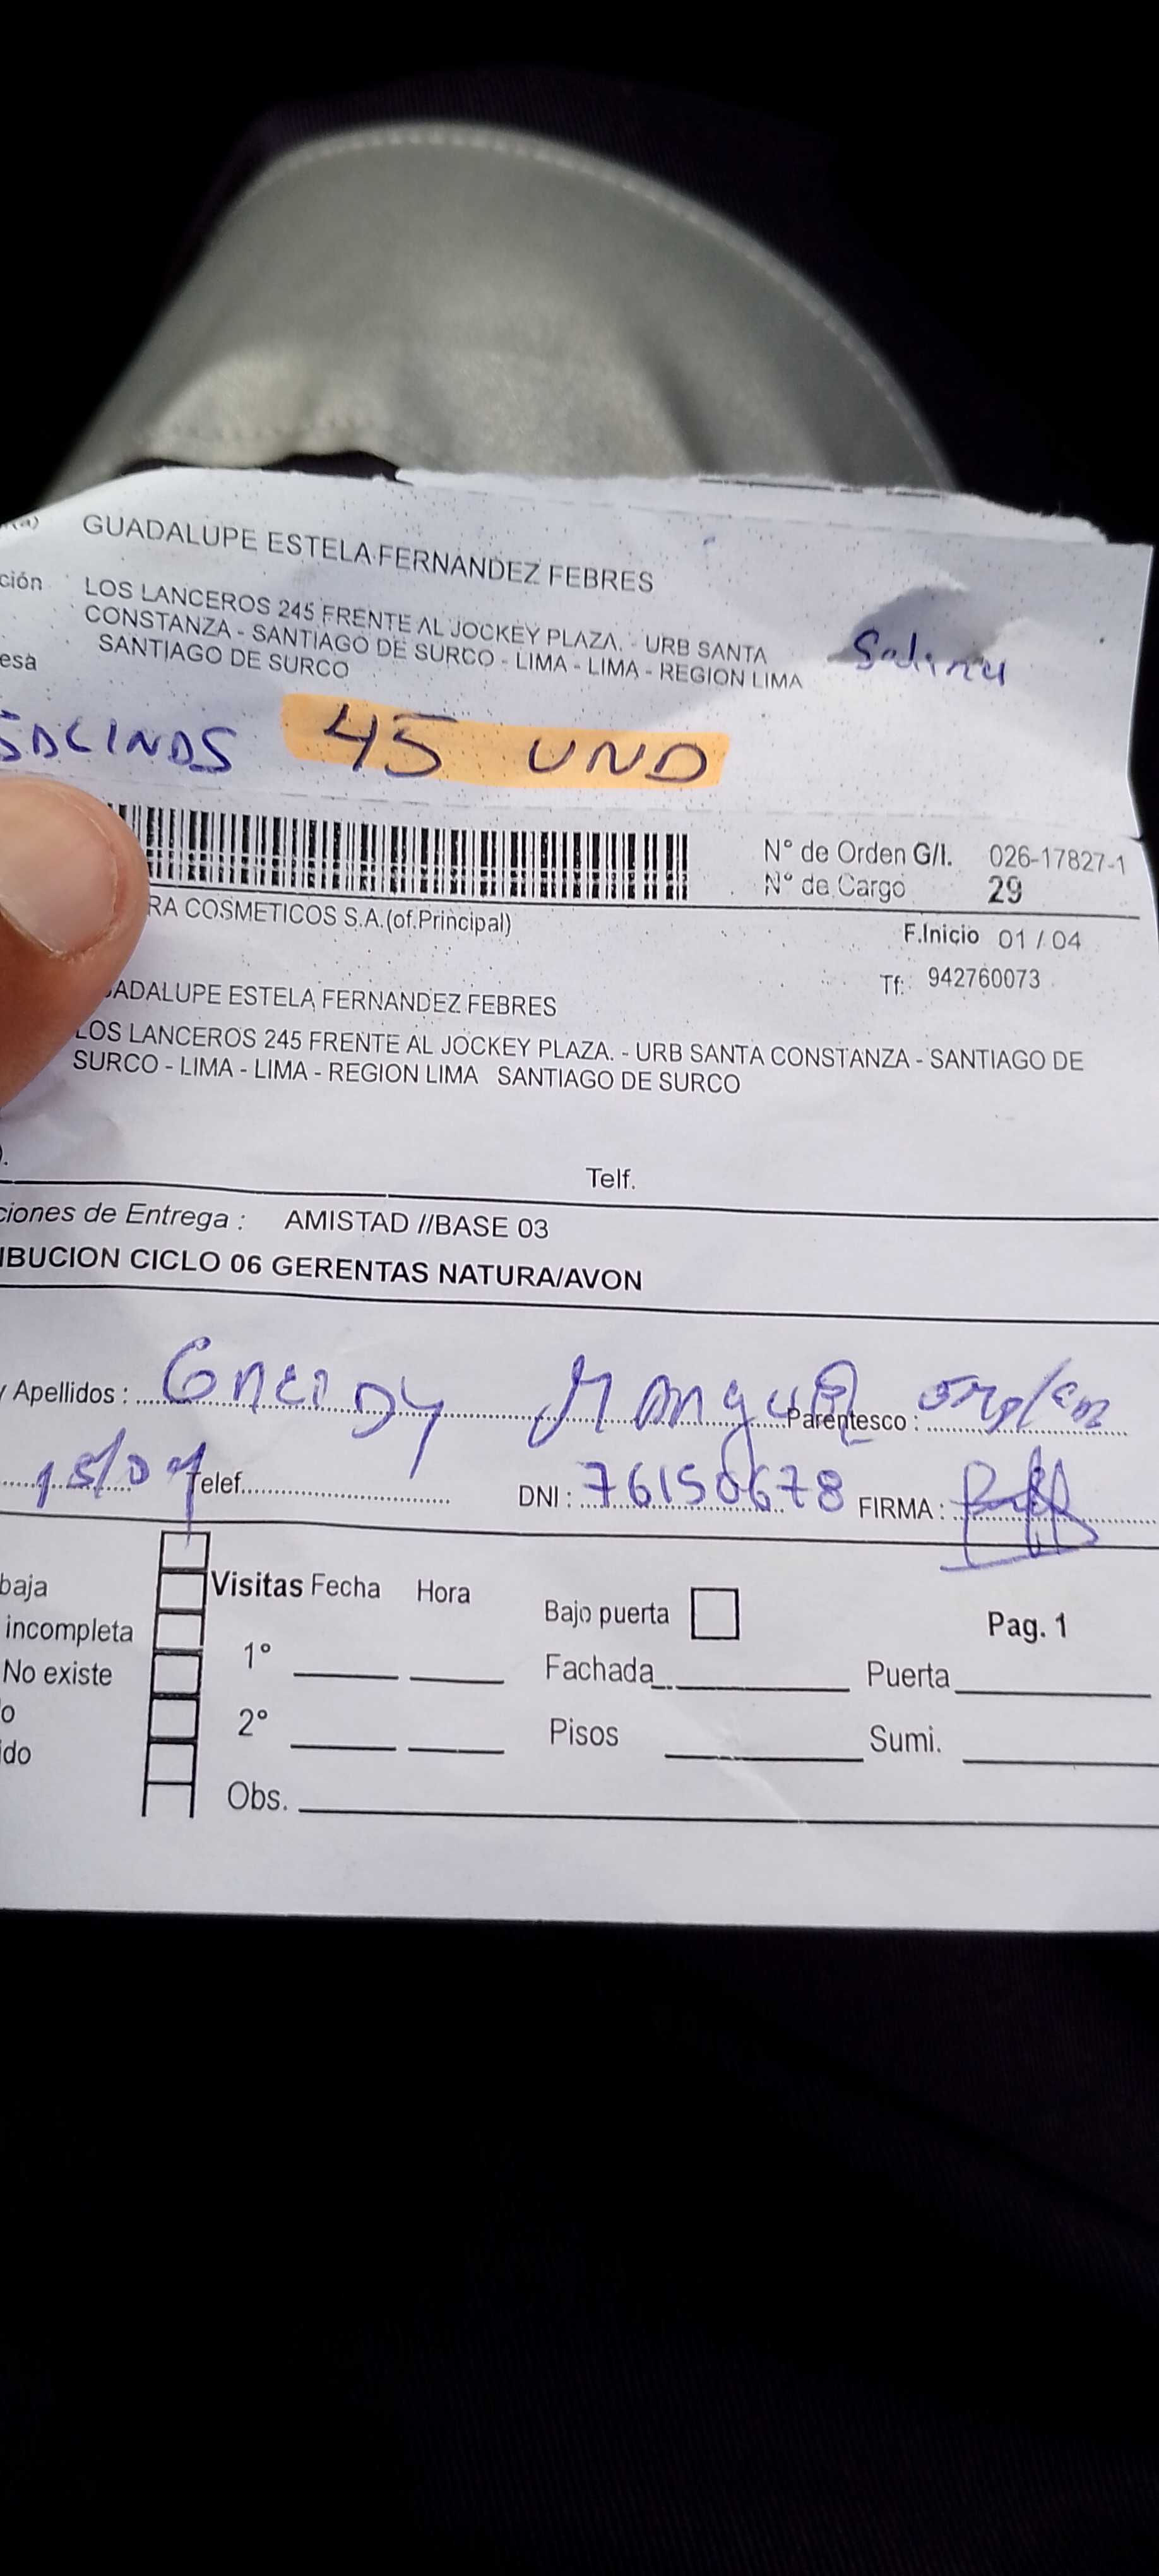 GUADALUPE ESTELA FERNANDEZ FEBRES
ción LOS LANCEROS 245 FRENTE AL JOCKEY PLAZA. - URB SANTA
CONSTANZA - SANTIAGO DE SURCO - LIMA - LIMA - REGION LIMA
SANTIAGO DE SURCO
esa
45 UND
N° de Orden G/I. 026-17827-1
N° de Cargo 29
RA COSMETICOS S.A.(of.Principal)
F.Inicio 01 / 04
Tf: 942760073
ADALUPE ESTELA FERNANDEZ FEBRES
LOS LANCEROS 245 FRENTE AL JOCKEY PLAZA. - URB SANTA CONSTANZA - SANTIAGO DE
SURCO - LIMA - LIMA - REGION LIMA SANTIAGO DE SURCO
Telf.
ciones de Entrega : AMISTAD //BASE 03
IBUCION CICLO 06 GERENTAS NATURA/AVON
y Apellidos : Parentesco :
15/04 Telef. DNI : 76150678 FIRMA :
baja Visitas Fecha Hora Bajo puerta Pag. 1
incompleta
No existe 1° Fachada Puerta
o 2° Pisos Sumi.
ido
Obs.